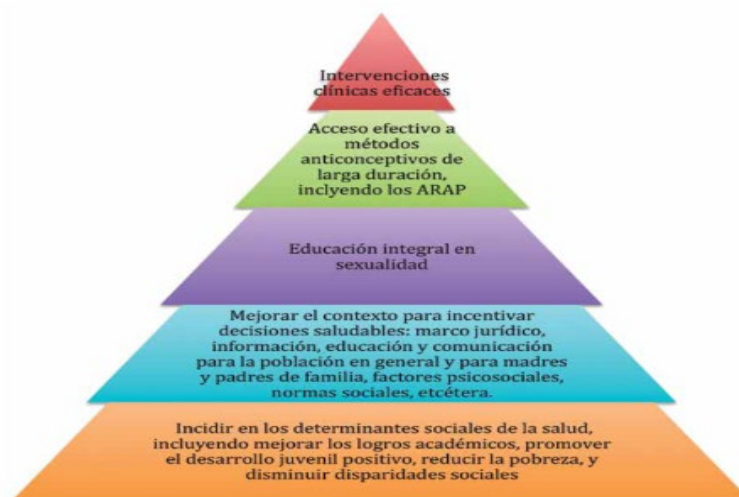 Intervenciones
clínicas eficaces
Acceso efectivo a
métodos
anticonceptivos de
larga duración,
inclyendo los ARAP
Educación integral en
sexualidad
Mejorar el contexto para incentivar
decisiones saludables: marco jurídico,
información, educación y comunicación
para la población en general y para madres
y padres de familia, factores psicosociales,
normas sociales, etcétera.
Incidir en los determinantes sociales de la salud,
incluyendo mejorar los logros académicos, promover
el desarrollo juvenil positivo, reducir la pobreza, y
disminuir disparidades sociales